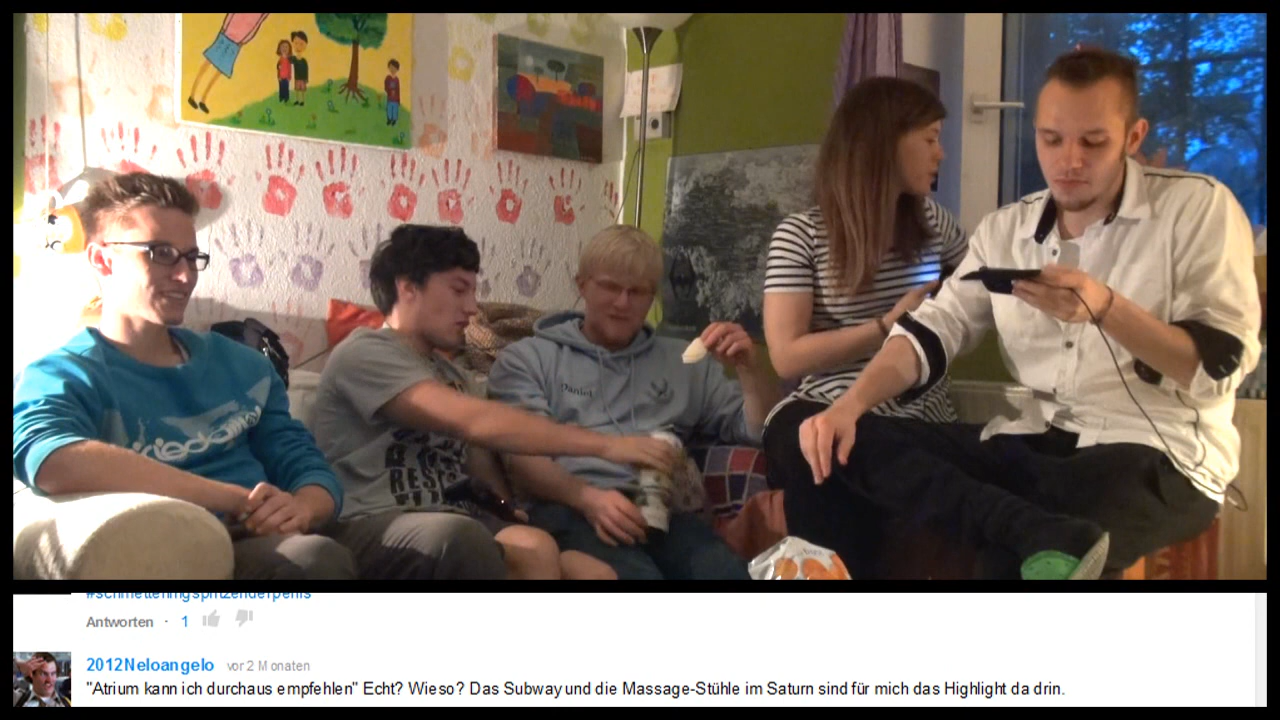 Daniel
#schmetterlingspritzenderpenis
Antworten · 1
2012Neloangelo vor 2 Monaten
"Atrium kann ich durchaus empfehlen" Echt? Wieso? Das Subway und die Massage-Stühle im Saturn sind für mich das Highlight da drin.